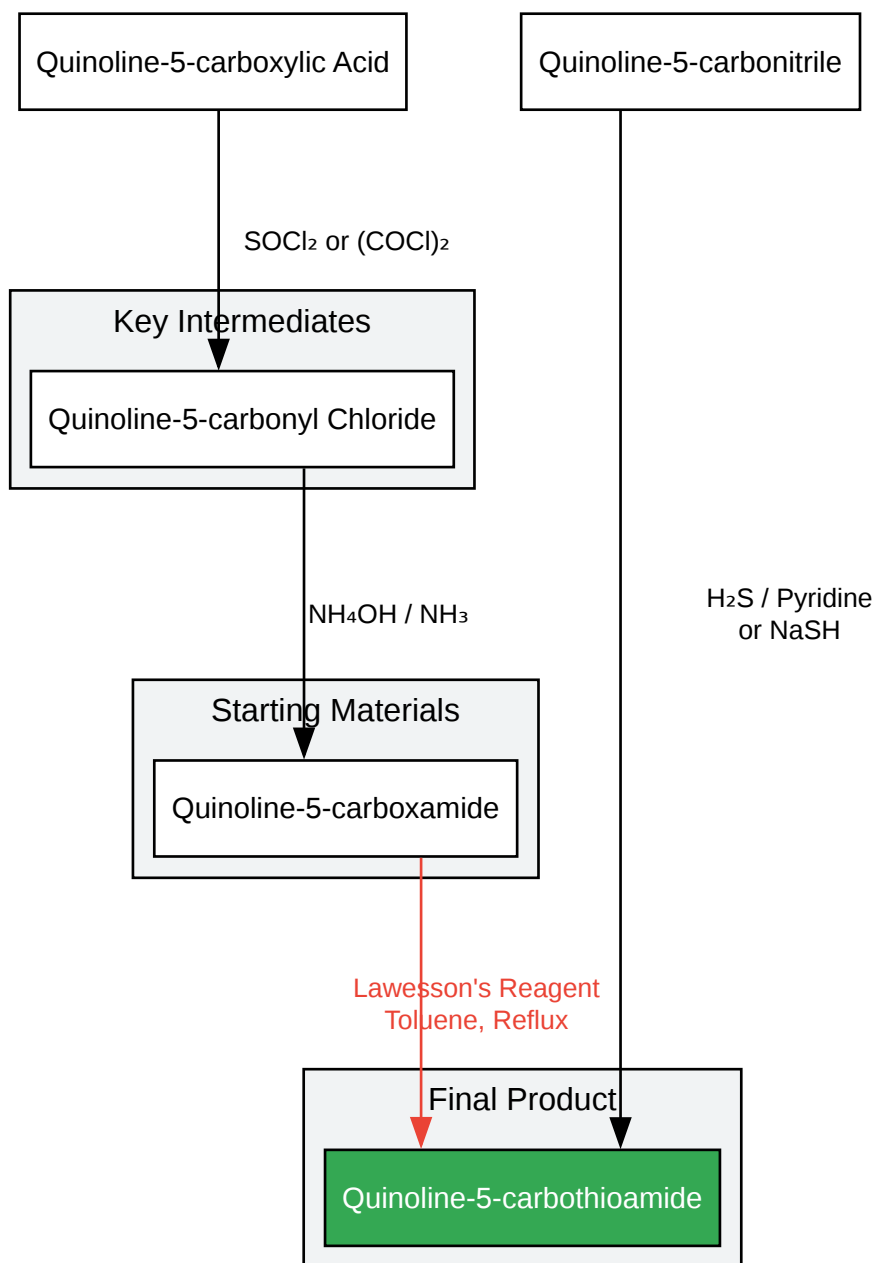 Quinoline-5-carboxylic Acid
Quinoline-5-carbonitrile
SOCl₂ or (COCl)₂
Key Intermediates
Quinoline-5-carbonyl Chloride
H₂S / Pyridine
or NaSH
NH₄OH / NH₃
Starting Materials
Quinoline-5-carboxamide
Lawesson's Reagent
Toluene, Reflux
Final Product
Quinoline-5-carbothioamide